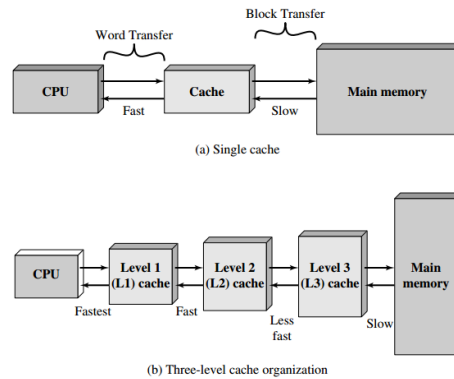 Block Transfer
Word Transfer
CPU
Cache
Main memory
Fast
Slow
(a) Single cache
Level 1
(L1) cache
Level 2
(L2) cache
Level 3
(L3) cache
CPU
Main
memory
Fastest
Fast
Less
fast
Slow
(b) Three-level cache organization